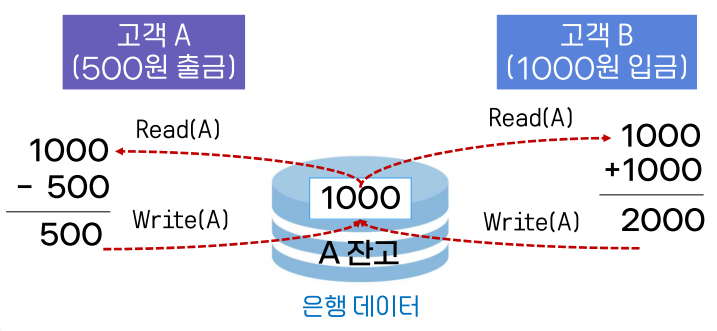 고객 A
(500원 출금)
고객 B
(1000원 입금)
Read(A)
Read(A)
1000
- 500
500
1000
A 잔고
1000
+1000
2000
Write(A)
Write(A)
은행 데이터